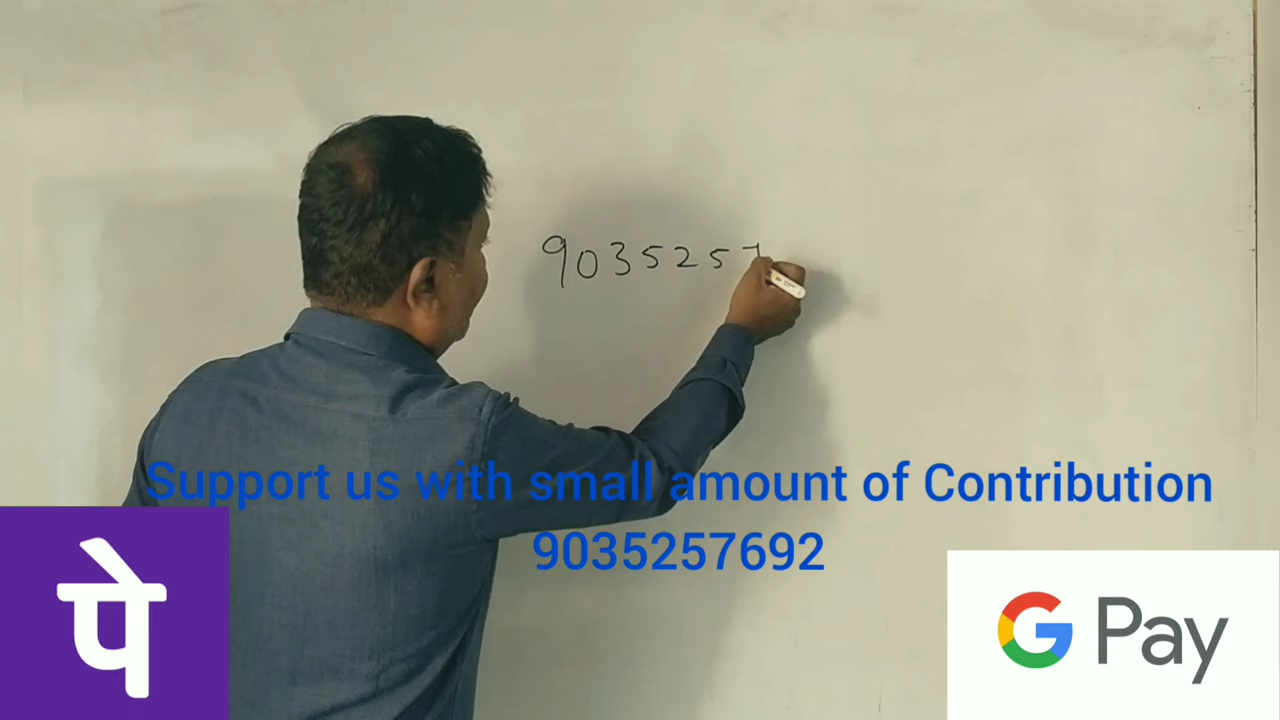 9035257
Support us with small amount of Contribution
9035257692
पे
G Pay